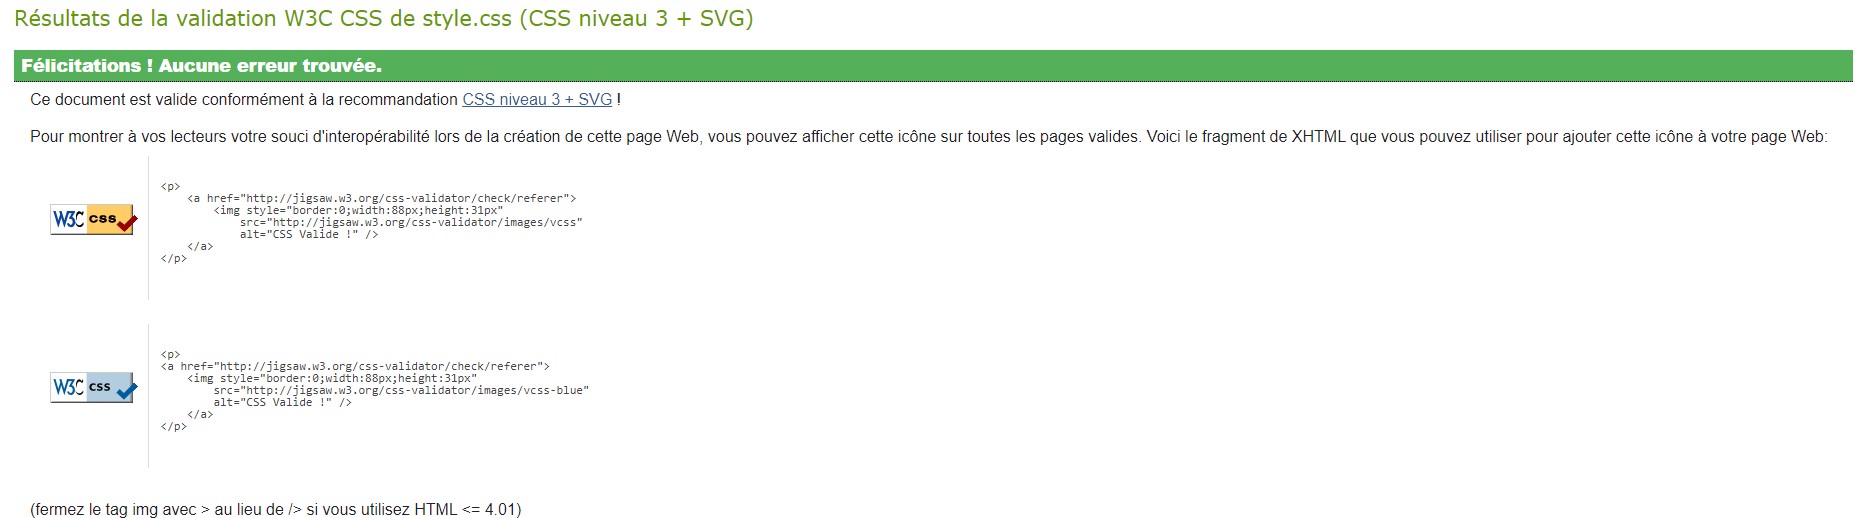 Résultats de la validation W3C CSS de style.css (CSS niveau 3 + SVG)
Félicitations ! Aucune erreur trouvée.
Ce document est valide conformément à la recommandation CSS niveau 3 + SVG !
Pour montrer à vos lecteurs votre souci d'interopérabilité lors de la création de cette page Web, vous pouvez afficher cette icône sur toutes les pages valides. Voici le fragment de XHTML que vous pouvez utiliser pour ajouter cette icône à votre page Web:
W3C css
<p>
    <a href="http://jigsaw.w3.org/css-validator/check/referer">
        <img style="border:0;width:88px;height:31px"
            src="http://jigsaw.w3.org/css-validator/images/vcss"
            alt="CSS Valide !" />
    </a>
</p>
W3C css
<p>
<a href="http://jigsaw.w3.org/css-validator/check/referer">
    <img style="border:0;width:88px;height:31px"
        src="http://jigsaw.w3.org/css-validator/images/vcss-blue"
        alt="CSS Valide !" />
    </a>
</p>
(fermez le tag img avec > au lieu de /> si vous utilisez HTML <= 4.01)